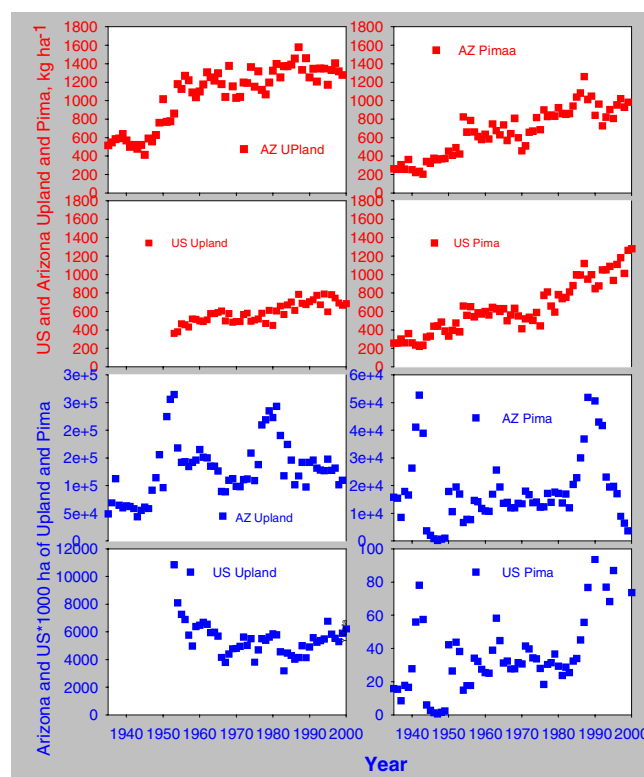 US and Arizona Upland and Pima, kg ha-1
1800
1600
1400
1200
1000
800
600
400
200
0
AZ UPland
1800
1600
1400
1200
1000
800
600
400
200
0
AZ Pimaa
1800
1600
1400
1200
1000
800
600
400
200
0
US Upland
1800
1600
1400
1200
1000
800
600
400
200
0
US Pima
Arizona and US*1000 ha of Upland and Pima
3e+5
3e+5
2e+5
2e+5
1e+5
5e+4
0
AZ Upland
6e+4
5e+4
4e+4
3e+4
2e+4
1e+4
0
AZ Pima
12000
10000
8000
6000
4000
2000
0
US Upland
100
80
60
40
20
0
US Pima
1940 1950 1960 1970 1980 1990 2000
1940 1950 1960 1970 1980 1990 2000
Year